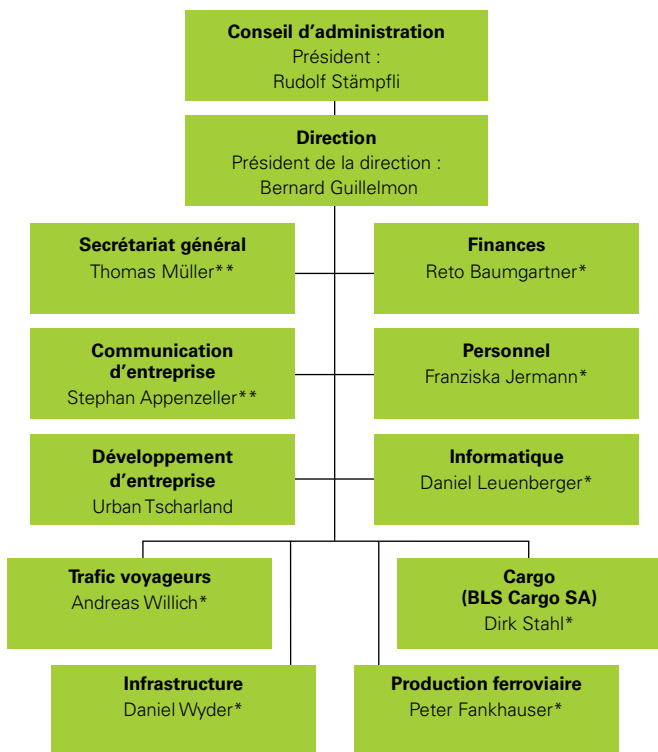 Conseil d’administration
Président :
Rudolf Stämpfli
Direction
Président de la direction :
Bernard Guillelmon
Secrétariat général
Thomas Müller**
Finances
Reto Baumgartner*
Communication
d’entreprise
Stephan Appenzeller**
Personnel
Franziska Jermann*
Développement
d’entreprise
Urban Tscharland
Informatique
Daniel Leuenberger*
Trafic voyageurs
Andreas Willich*
Cargo
(BLS Cargo SA)
Dirk Stahl*
Infrastructure
Daniel Wyder*
Production ferroviaire
Peter Fankhauser*